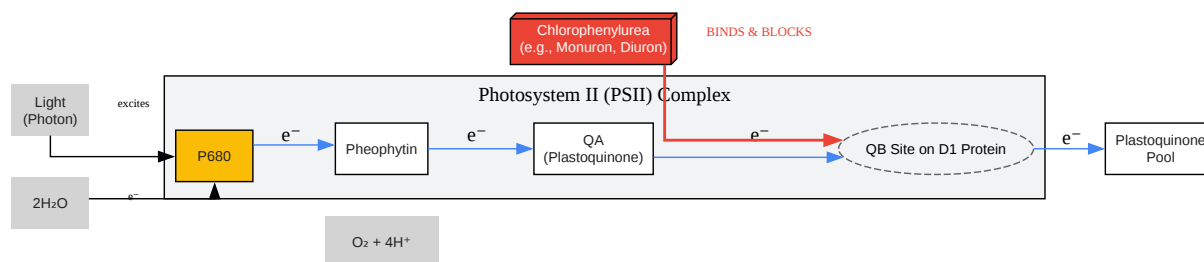 Chlorophenylurea
(e.g., Monuron, Diuron)
BINDS & BLOCKS
Photosystem II (PSII) Complex
Light
(Photon)
excites
P680
e⁻
Pheophytin
e⁻
QA
(Plastoquinone)
e⁻
QB Site on D1 Protein
e⁻
Plastoquinone
Pool
2H₂O
e⁻
O₂ + 4H⁺